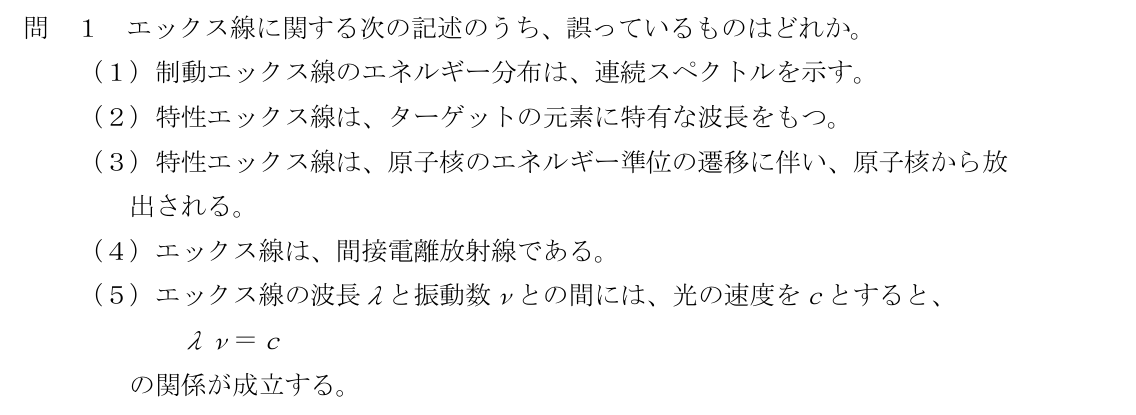 問 1 エックス線に関する次の記述のうち、誤っているものはどれか。
（1）制動エックス線のエネルギー分布は、連続スペクトルを示す。
（2）特性エックス線は、ターゲットの元素に特有な波長をもつ。
（3）特性エックス線は、原子核のエネルギー準位の遷移に伴い、原子核から放
出される。
（4）エックス線は、間接電離放射線である。
（5）エックス線の波長λと振動数νとの間には、光の速度をcとすると、
λν＝c
の関係が成立する。